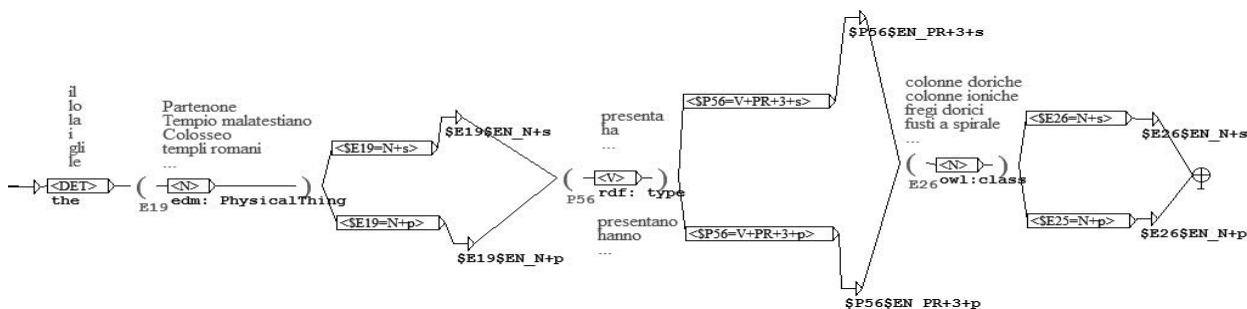 il
lo
la
i
gli
le
<DET>
the
(
E19
Partenone
Tempio malatestiano
Colosseo
templi romani
...
<N>
edm: PhysicalThing
)
<$E19=N+s>
$E19$EN_N+s
<$E19=N+p>
$E19$EN_N+p
(
P56
presenta
ha
...
<V>
rdf: type
presentano
hanno
...
)
<$P56=V+PR+3+s>
$P56$EN_PR+3+s
<$P56=V+PR+3+p>
$P56$EN_PR+3+p
(
E26
colonne doriche
colonne ioniche
fregi dorici
fusti a spirale
...
<N>
owl:class
)
<$E26=N+s>
$E26$EN_N+s
<$E25=N+p>
$E26$EN_N+p